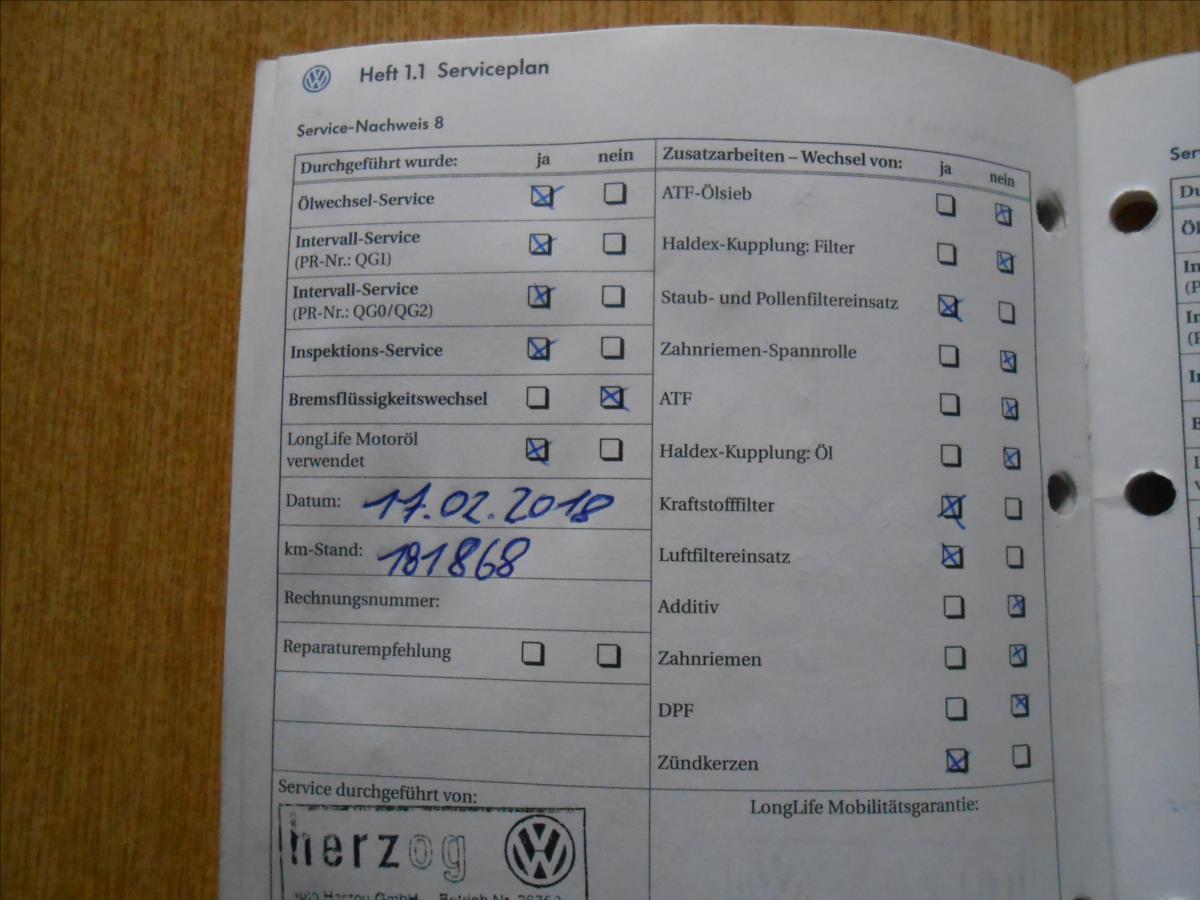 Heft 1.1 Serviceplan
Service-Nachweis 8
Durchgeführt wurde: ja nein
Ölwechsel-Service
Intervall-Service
(PR-Nr.: QG1)
Intervall-Service
(PR-Nr.: QG0/QG2)
Inspektions-Service
Bremsflüssigkeitswechsel
LongLife Motoröl
verwendet
Datum: 17.02.2018
km-Stand: 181868
Rechnungsnummer:
Reparaturempfehlung
Service durchgeführt von:
herzog
Zusatzarbeiten – Wechsel von: ja nein
ATF-Ölsieb
Haldex-Kupplung: Filter
Staub- und Pollenfiltereinsatz
Zahnriemen-Spannrolle
ATF
Haldex-Kupplung: Öl
Kraftstofffilter
Luftfiltereinsatz
Additiv
Zahnriemen
DPF
Zündkerzen
LongLife Mobilitätsgarantie: